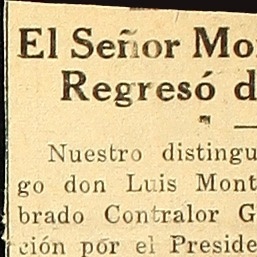 El Señor Mo
Regresó d
Nuestro distingu
go don Luis Mont
brado Contralor G
ción por el Preside